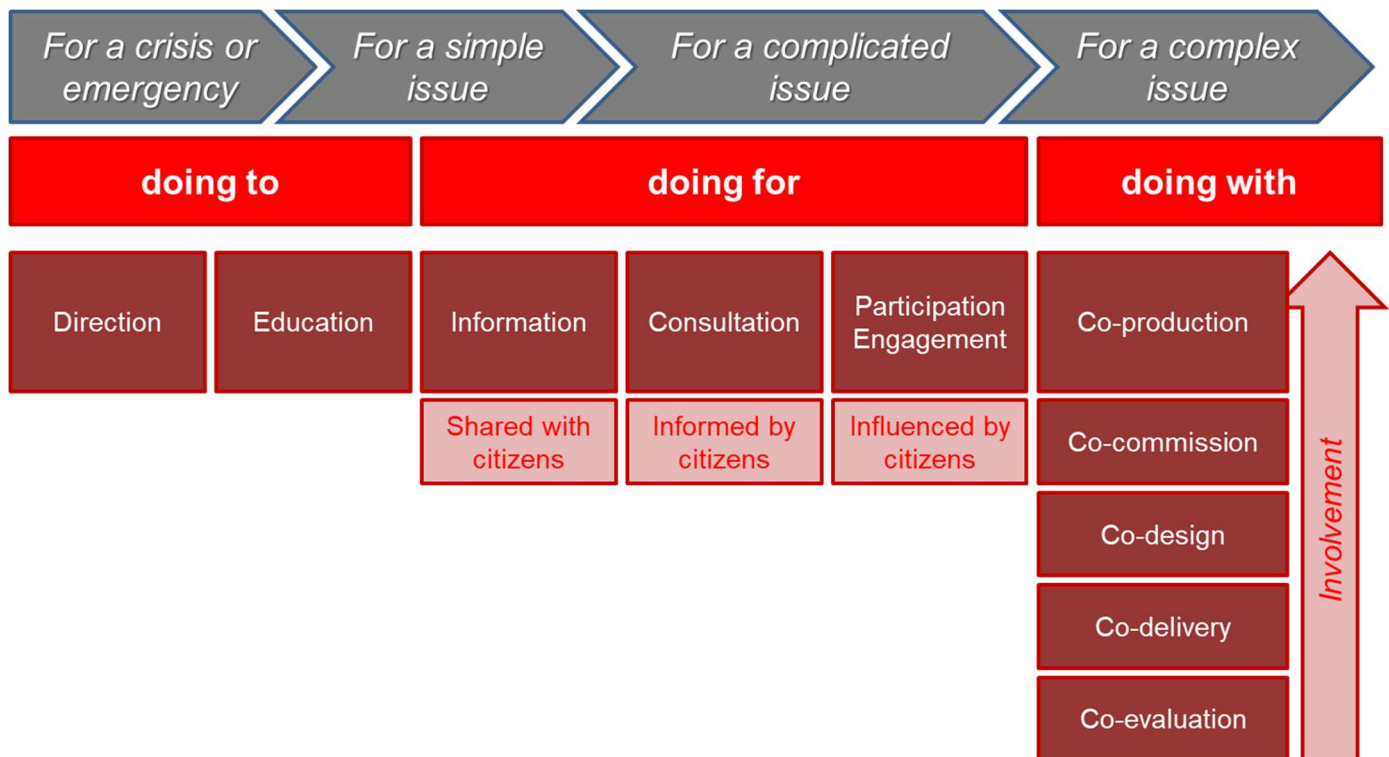 For a crisis or
emergency
For a simple
issue
For a complicated
issue
For a complex
issue
doing to
doing for
doing with
Direction
Education
Information
Consultation
Participation
Engagement
Co-production
Shared with
citizens
Informed by
citizens
Influenced by
citizens
Co-commission
Co-design
Co-delivery
Co-evaluation
Involvement